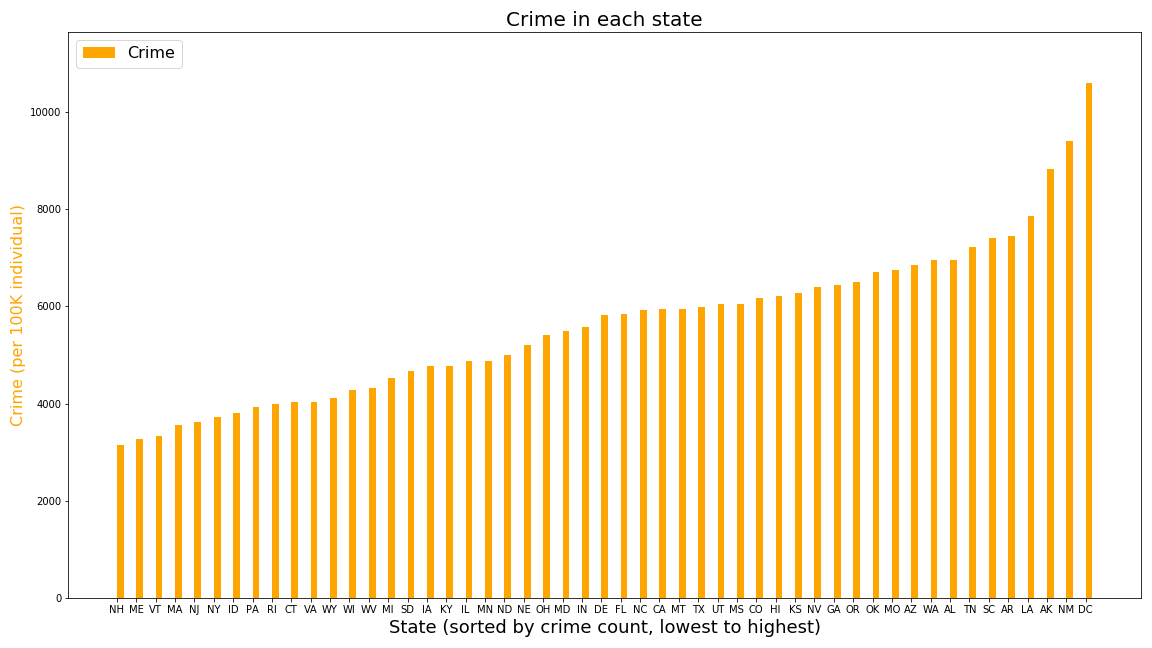 Crime in each state
Crime
Crime (per 100K individual)
10000
8000
6000
4000
2000
0
NH ME VT MA NJ NY ID PA RI CT VA WY WI WV MI SD IA KY IL MN ND NE OH MD IN DE FL NC CA MT TX UT MS CO HI KS NV GA OR OK MO AZ WA AL TN SC AR LA AK NM DC
State (sorted by crime count, lowest to highest)